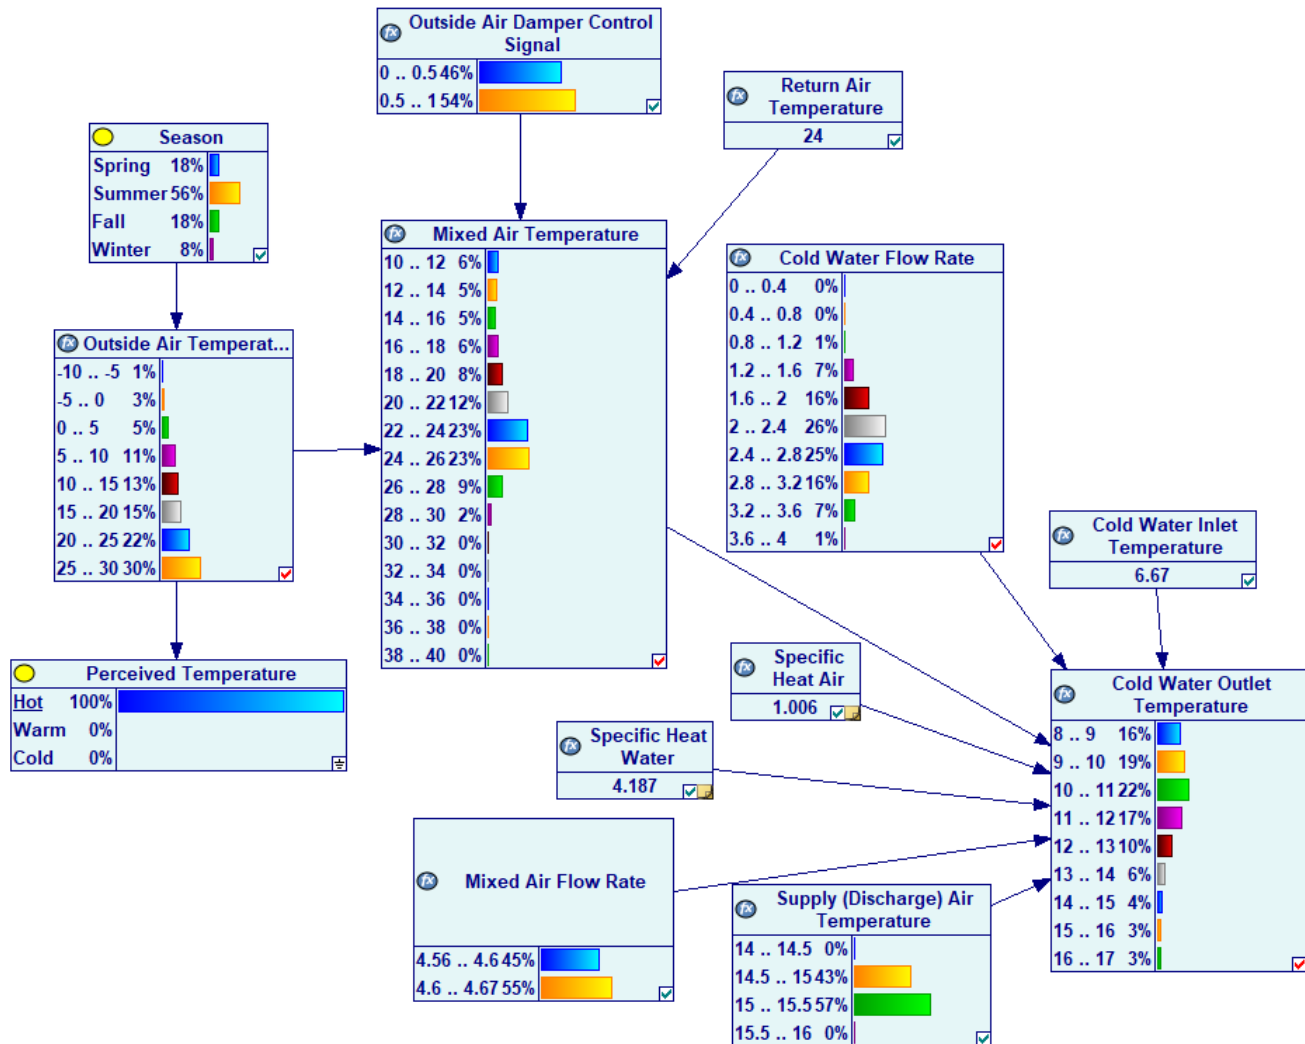 Outside Air Damper Control
Signal
0 .. 0.5 46%
0.5 .. 1 54%
Return Air
Temperature
24
Season
Spring 18%
Summer 56%
Fall 18%
Winter 8%
Mixed Air Temperature
10 .. 12 6%
12 .. 14 5%
14 .. 16 5%
16 .. 18 6%
18 .. 20 8%
20 .. 22 12%
22 .. 24 23%
24 .. 26 23%
26 .. 28 9%
28 .. 30 2%
30 .. 32 0%
32 .. 34 0%
34 .. 36 0%
36 .. 38 0%
38 .. 40 0%
Cold Water Flow Rate
0 .. 0.4 0%
0.4 .. 0.8 0%
0.8 .. 1.2 1%
1.2 .. 1.6 7%
1.6 .. 2 16%
2 .. 2.4 26%
2.4 .. 2.8 25%
2.8 .. 3.2 16%
3.2 .. 3.6 7%
3.6 .. 4 1%
Outside Air Temperat...
-10 .. -5 1%
-5 .. 0 3%
0 .. 5 5%
5 .. 10 11%
10 .. 15 13%
15 .. 20 15%
20 .. 25 22%
25 .. 30 30%
Cold Water Inlet
Temperature
6.67
Perceived Temperature
Hot 100%
Warm 0%
Cold 0%
Specific
Heat Air
1.006
Specific Heat
Water
4.187
Cold Water Outlet
Temperature
8 .. 9 16%
9 .. 10 19%
10 .. 11 22%
11 .. 12 17%
12 .. 13 10%
13 .. 14 6%
14 .. 15 4%
15 .. 16 3%
16 .. 17 3%
Mixed Air Flow Rate
4.56 .. 4.6 45%
4.6 .. 4.67 55%
Supply (Discharge) Air
Temperature
14 .. 14.5 0%
14.5 .. 15 43%
15 .. 15.5 57%
15.5 .. 16 0%